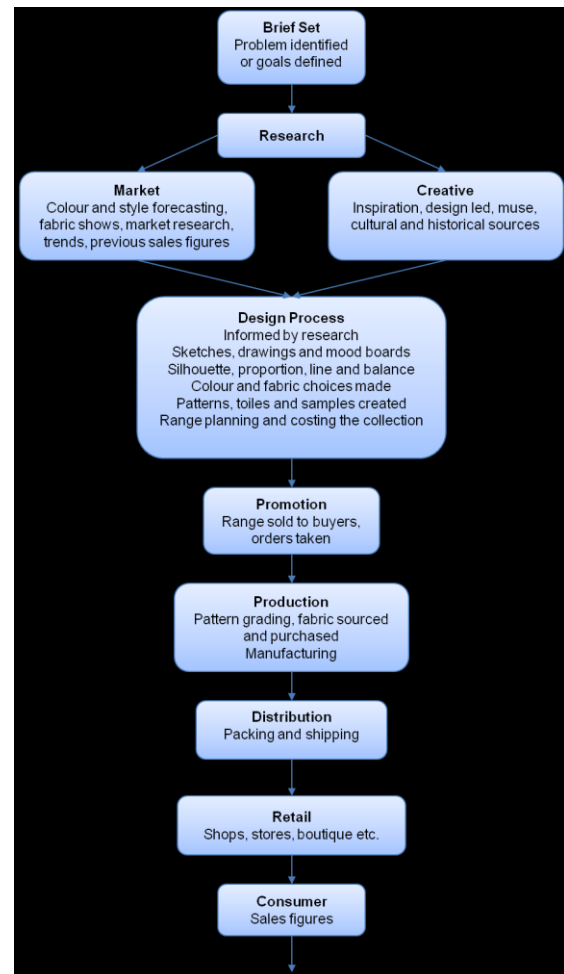 Brief Set
Problem identified
or goals defined
Research
Market
Colour and style forecasting,
fabric shows, market research,
trends, previous sales figures
Creative
Inspiration, design led, muse,
cultural and historical sources
Design Process
Informed by research
Sketches, drawings and mood boards
Silhouette, proportion, line and balance
Colour and fabric choices made
Patterns, toiles and samples created
Range planning and costing the collection
Promotion
Range sold to buyers,
orders taken
Production
Pattern grading, fabric sourced
and purchased
Manufacturing
Distribution
Packing and shipping
Retail
Shops, stores, boutique etc.
Consumer
Sales figures